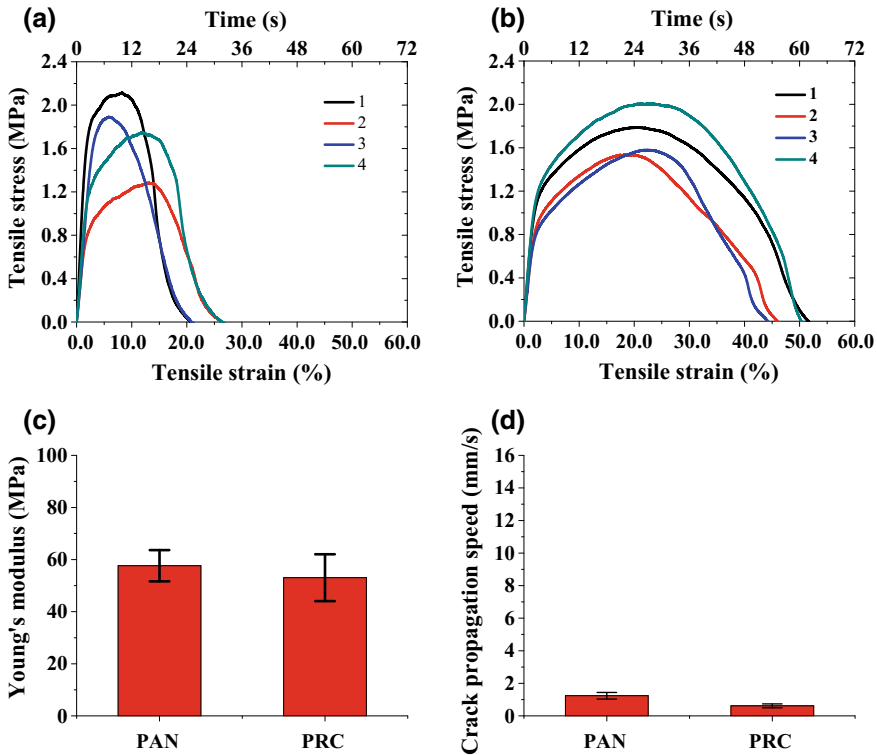 (a)
Time (s)
0 12 24 36 48 60 72
2.4
2.0
1.6
1.2
0.8
0.4
0.0
Tensile stress (MPa)
1
2
3
4
0.0 10.0 20.0 30.0 40.0 50.0 60.0
Tensile strain (%)
(b)
Time (s)
0 12 24 36 48 60 72
2.4
2.0
1.6
1.2
0.8
0.4
0.0
Tensile stress (MPa)
1
2
3
4
0.0 10.0 20.0 30.0 40.0 50.0 60.0
Tensile strain (%)
(c)
100
80
60
40
20
0
Young's modulus (MPa)
PAN PRC
(d)
16
14
12
10
8
6
4
2
0
Crack propagation speed (mm/s)
PAN PRC